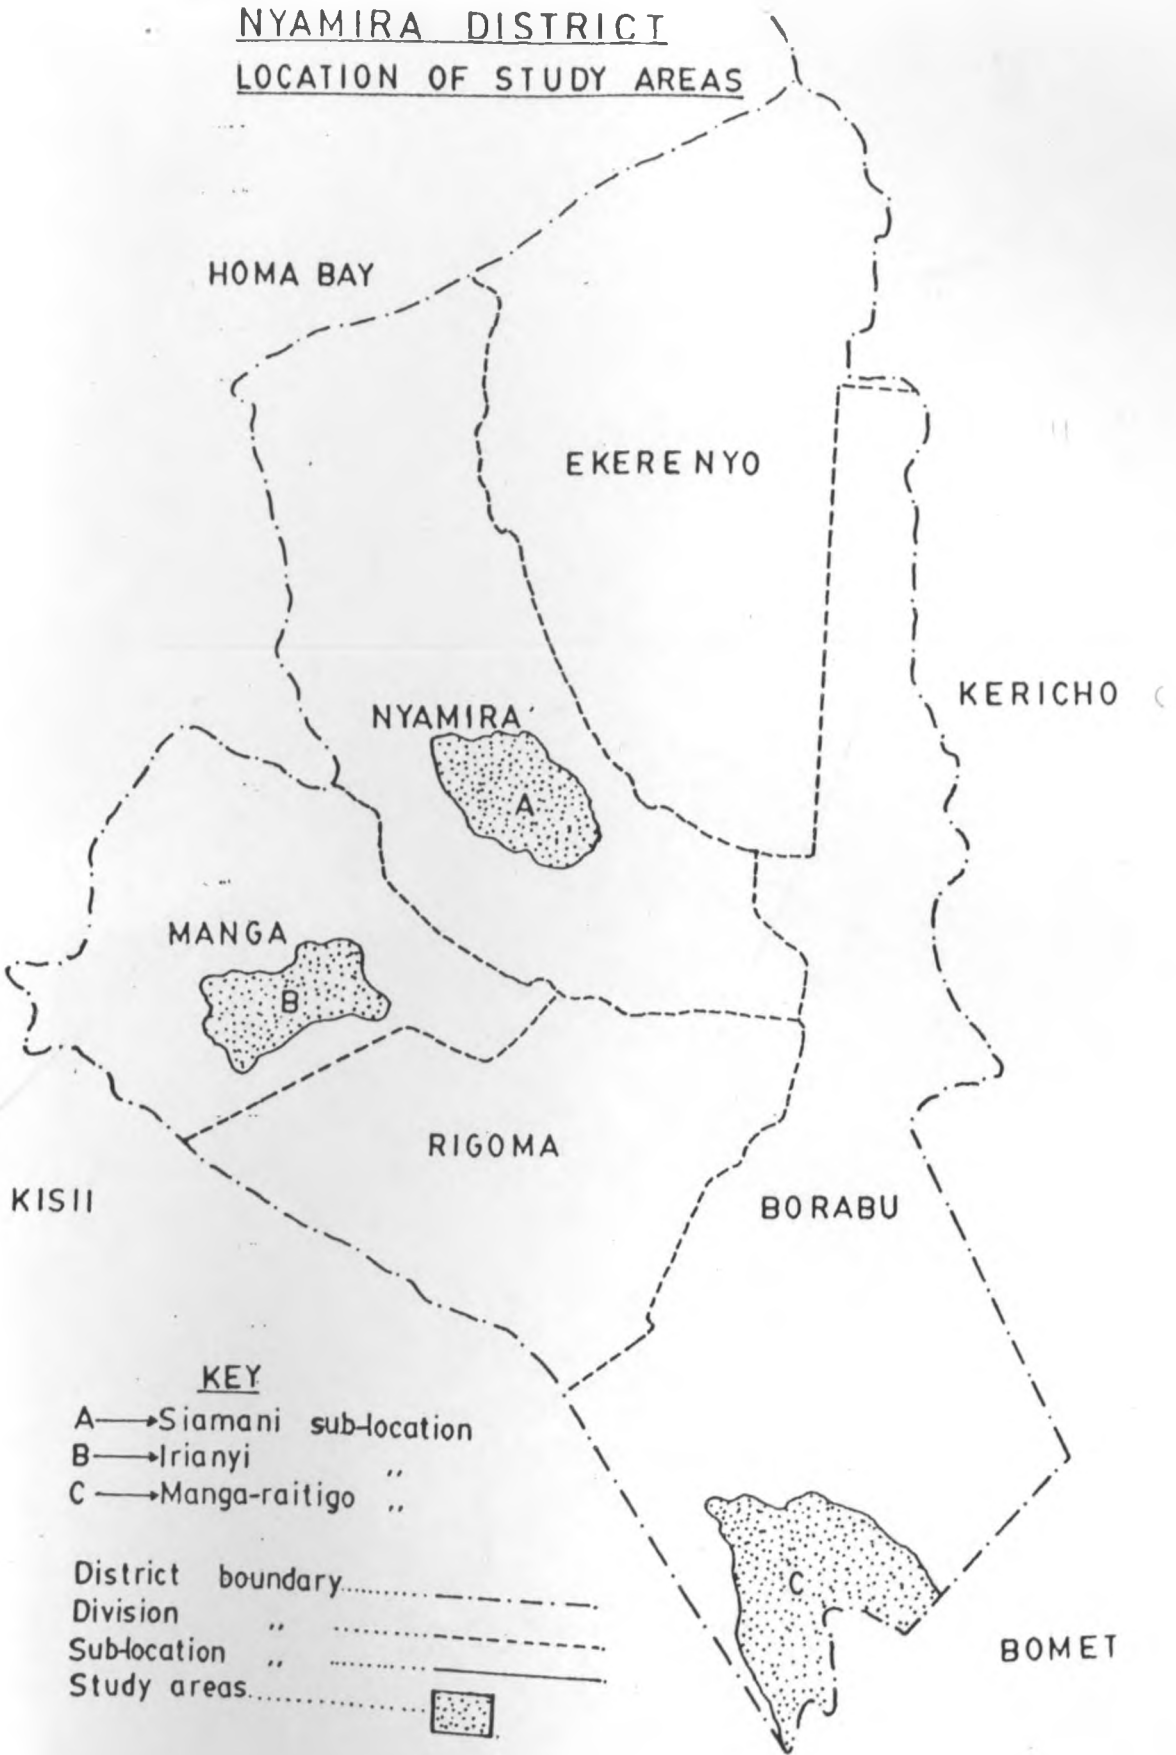 NYAMIRA DISTRICT
LOCATION OF STUDY AREAS
HOMA BAY
EKERENYO
KERICHO
NYAMIRA
A
MANGA
B
RIGOMA
KISII
BORABU
KEY
A→Siamani sub-location
B→Irianyi ,,
C→Manga-raitigo ,,
C
District boundary..........
Division ,, ..........
Sub-location ,, ..........
Study areas..................
BOMET